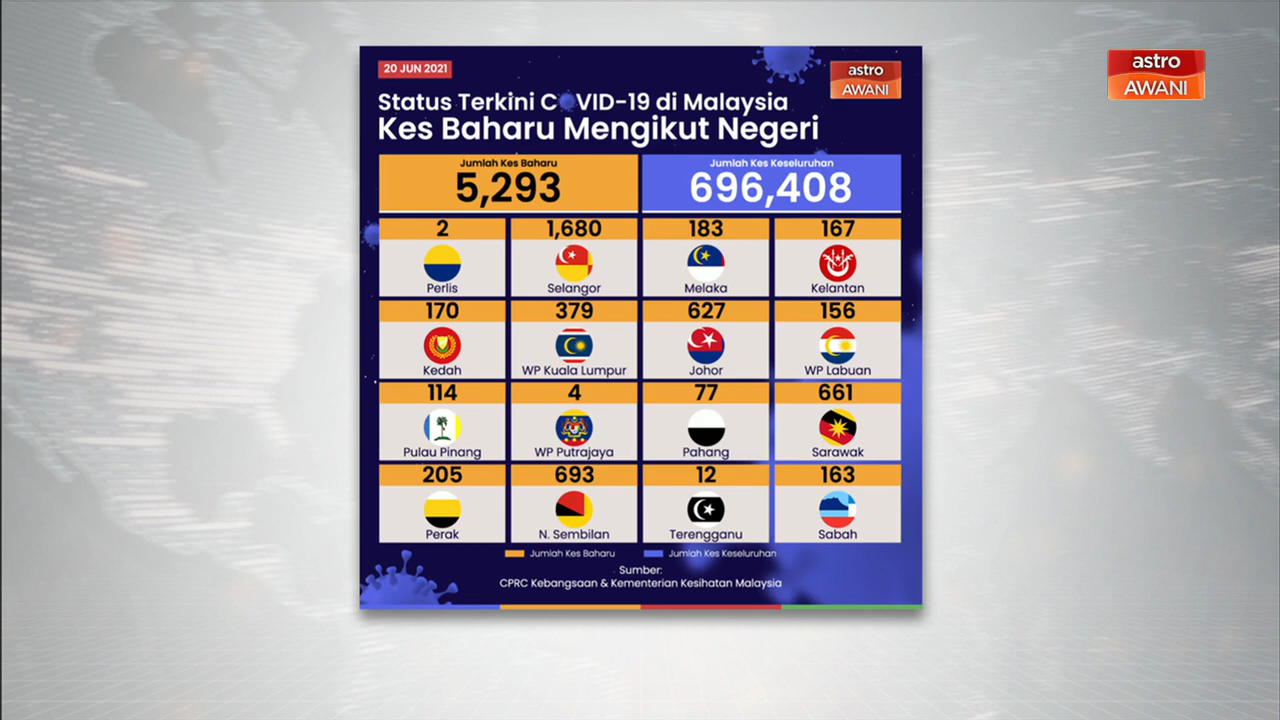 astro
AWANI
20 JUN 2021
astro
AWANI
Status Terkini COVID-19 di Malaysia
Kes Baharu Mengikut Negeri
Jumlah Kes Baharu
5,293
Jumlah Kes Keseluruhan
696,408
2
Perlis
1,680
Selangor
183
Melaka
167
Kelantan
170
Kedah
379
WP Kuala Lumpur
627
Johor
156
WP Labuan
114
Pulau Pinang
4
WP Putrajaya
77
Pahang
661
Sarawak
205
Perak
693
N. Sembilan
12
Terengganu
163
Sabah
Jumlah Kes Baharu
Jumlah Kes Keseluruhan
Sumber:
CPRC Kebangsaan & Kementerian Kesihatan Malaysia